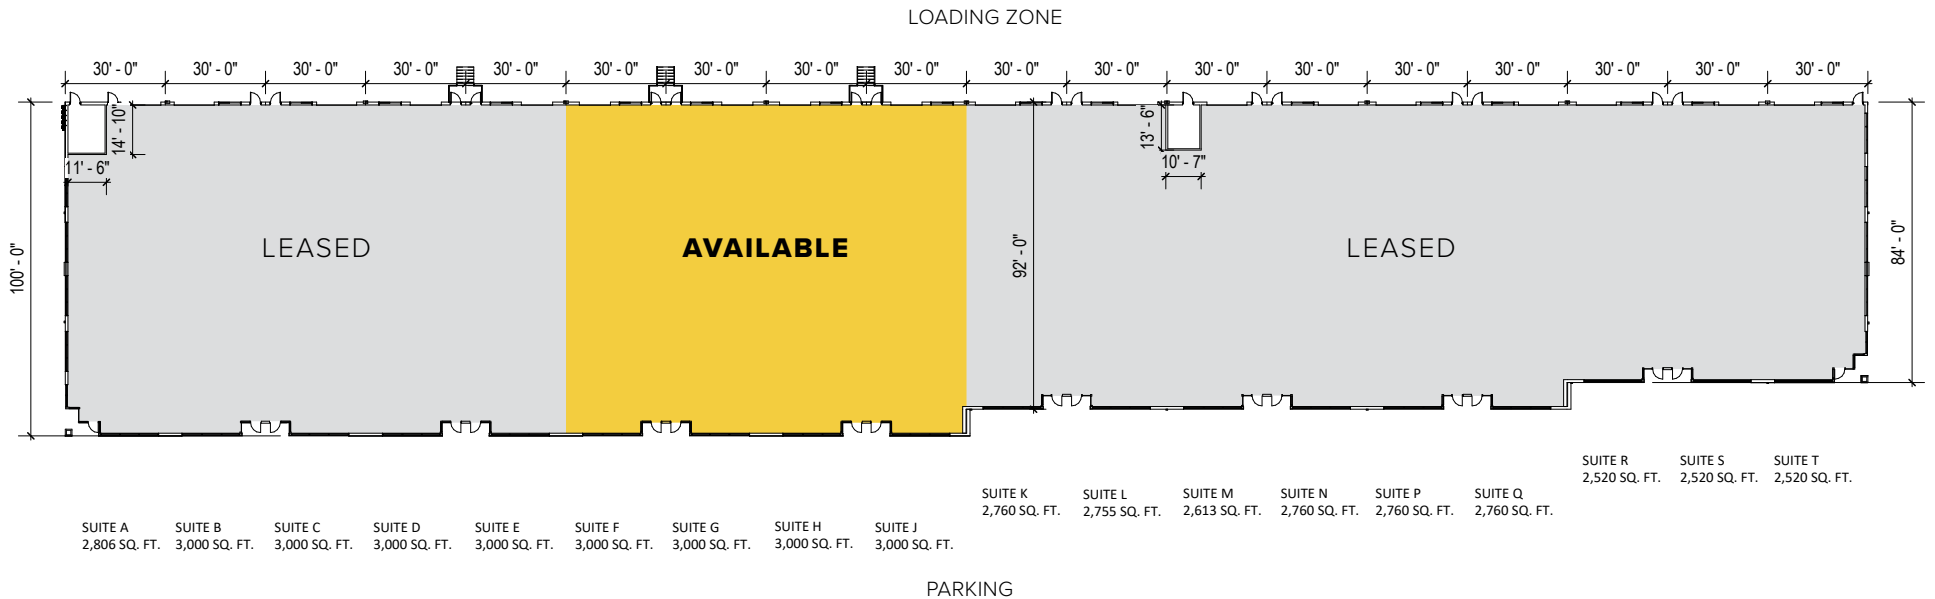 LOADING ZONE
30' - 0" 30' - 0" 30' - 0" 30' - 0" 30' - 0" 30' - 0" 30' - 0" 30' - 0" 30' - 0" 30' - 0" 30' - 0" 30' - 0" 30' - 0" 30' - 0" 30' - 0" 30' - 0" 30' - 0" 30' - 0"
14' - 10"
13' - 6"
11' - 6"
10' - 7"
100' - 0"
LEASED
AVAILABLE
92' - 0"
LEASED
84' - 0"
SUITE A
2,806 SQ. FT.
SUITE B
3,000 SQ. FT.
SUITE C
3,000 SQ. FT.
SUITE D
3,000 SQ. FT.
SUITE E
3,000 SQ. FT.
SUITE F
3,000 SQ. FT.
SUITE G
3,000 SQ. FT.
SUITE H
3,000 SQ. FT.
SUITE J
3,000 SQ. FT.
SUITE K
2,760 SQ. FT.
SUITE L
2,755 SQ. FT.
SUITE M
2,613 SQ. FT.
SUITE N
2,760 SQ. FT.
SUITE P
2,760 SQ. FT.
SUITE Q
2,760 SQ. FT.
SUITE R
2,520 SQ. FT.
SUITE S
2,520 SQ. FT.
SUITE T
2,520 SQ. FT.
PARKING